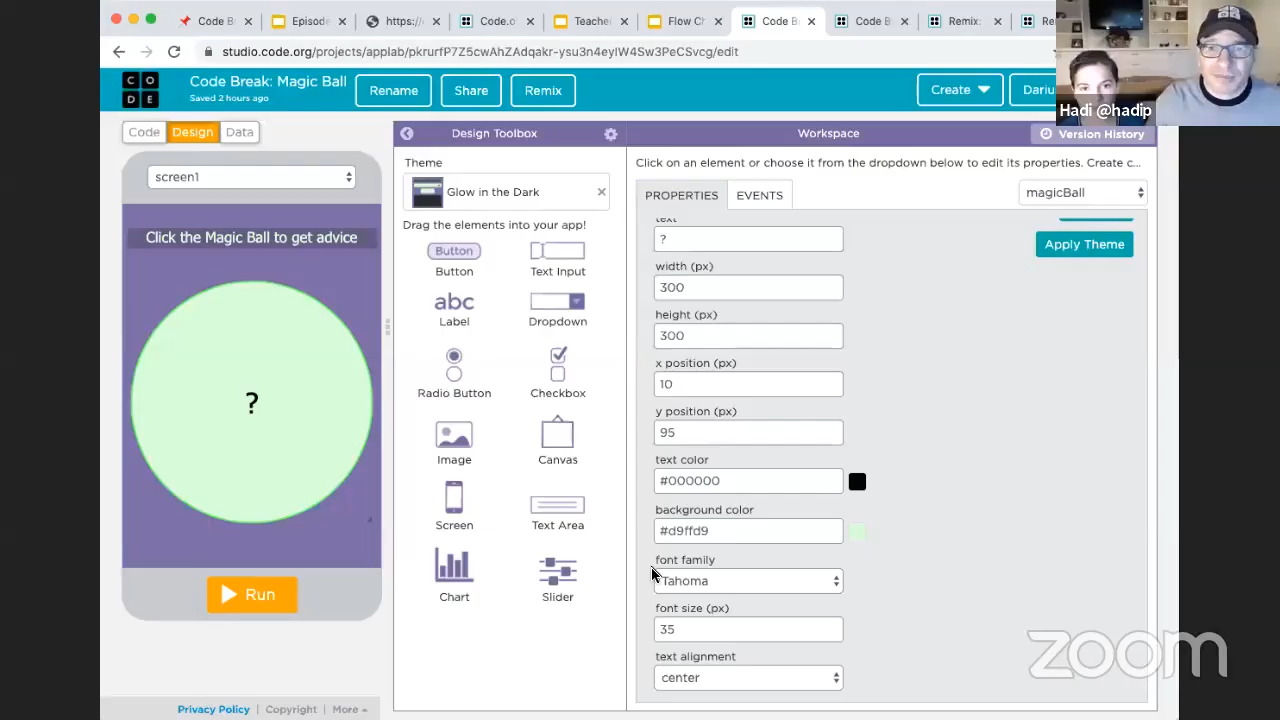 Code B
Episode
https:/
Code.o
Teache
Flow Ch
Code B
Code B
Remix:
Re
studio.code.org/projects/applab/pkrurfP7Z5cwAhZAdqakr-ysu3n4eyIW4Sw3PeCSvcg/edit
Hadi @hadip
C O
D E
Code Break: Magic Ball
Saved 2 hours ago
Rename
Share
Remix
Create
Dariu
Code
Design
Data
Design Toolbox
Workspace
Version History
screen1
Click the Magic Ball to get advice
?
Run
Theme
Glow in the Dark
Drag the elements into your app!
Button
Button
Text Input
abc
Label
Dropdown
Radio Button
Checkbox
Image
Canvas
Screen
Text Area
Chart
Slider
Click on an element or choose it from the dropdown below to edit its properties. Create c...
PROPERTIES
EVENTS
magicBall
text
?
Apply Theme
width (px)
300
height (px)
300
x position (px)
10
y position (px)
95
text color
#000000
background color
#d9ffd9
font family
Tahoma
font size (px)
35
text alignment
center
zoom
Privacy Policy | Copyright | More